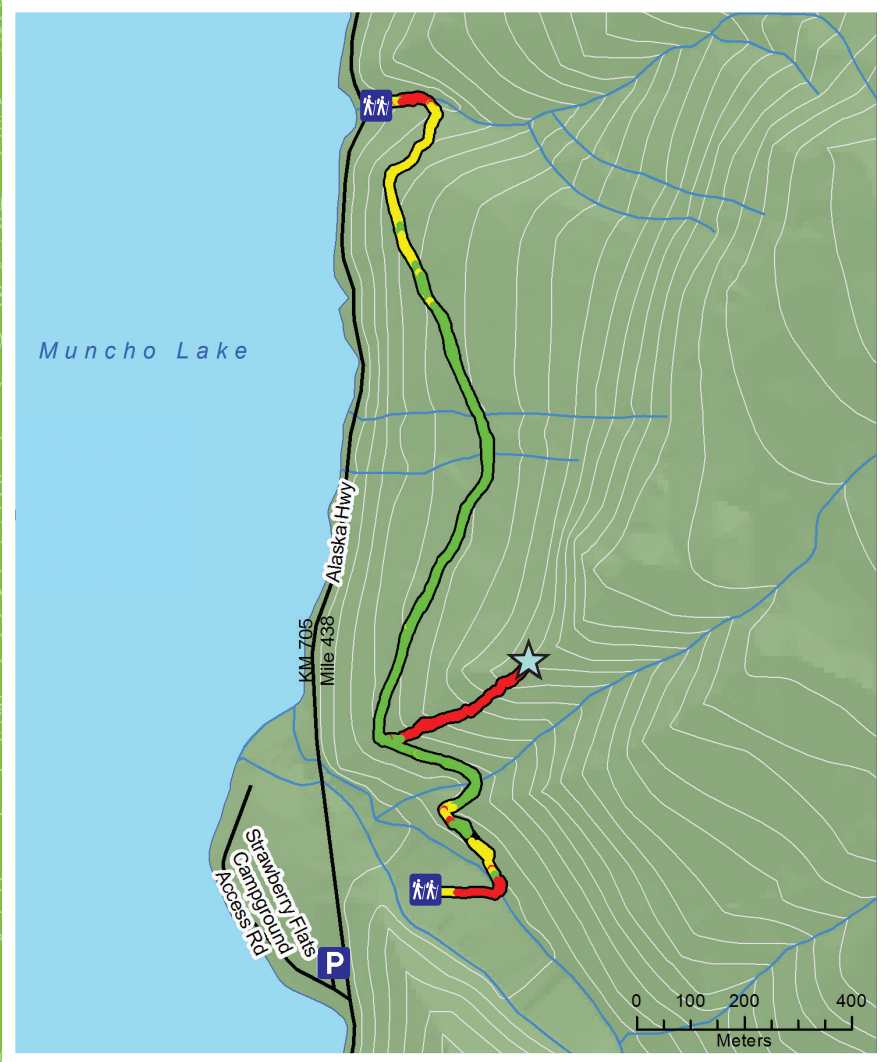 Muncho Lake
Alaska Hwy
KM 705
Mile 438
Strawberry Flats
Campground
Access Rd
P
0 100 200 400
Meters